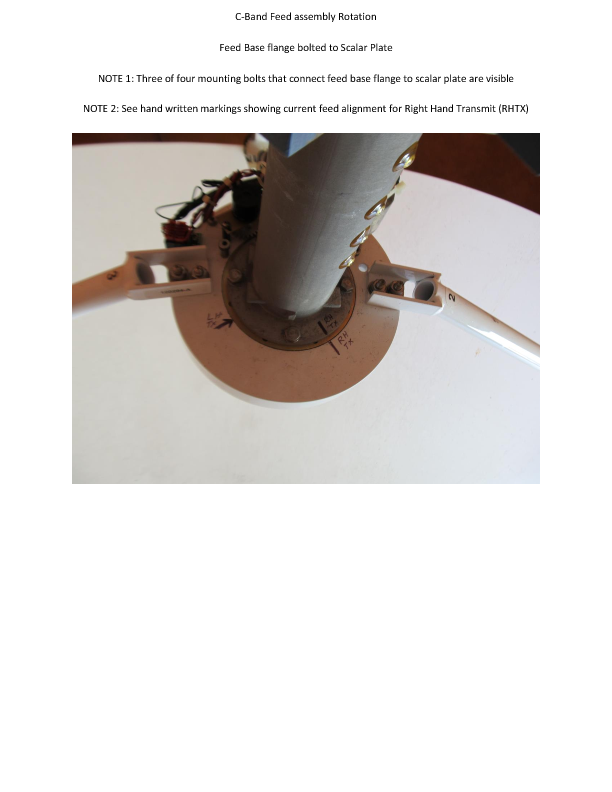 C-Band Feed assembly Rotation
Feed Base flange bolted to Scalar Plate
NOTE 1: Three of four mounting bolts that connect feed base flange to scalar plate are visible
NOTE 2: See hand written markings showing current feed alignment for Right Hand Transmit (RHTX)
3
2
LH
TX
RH
TX